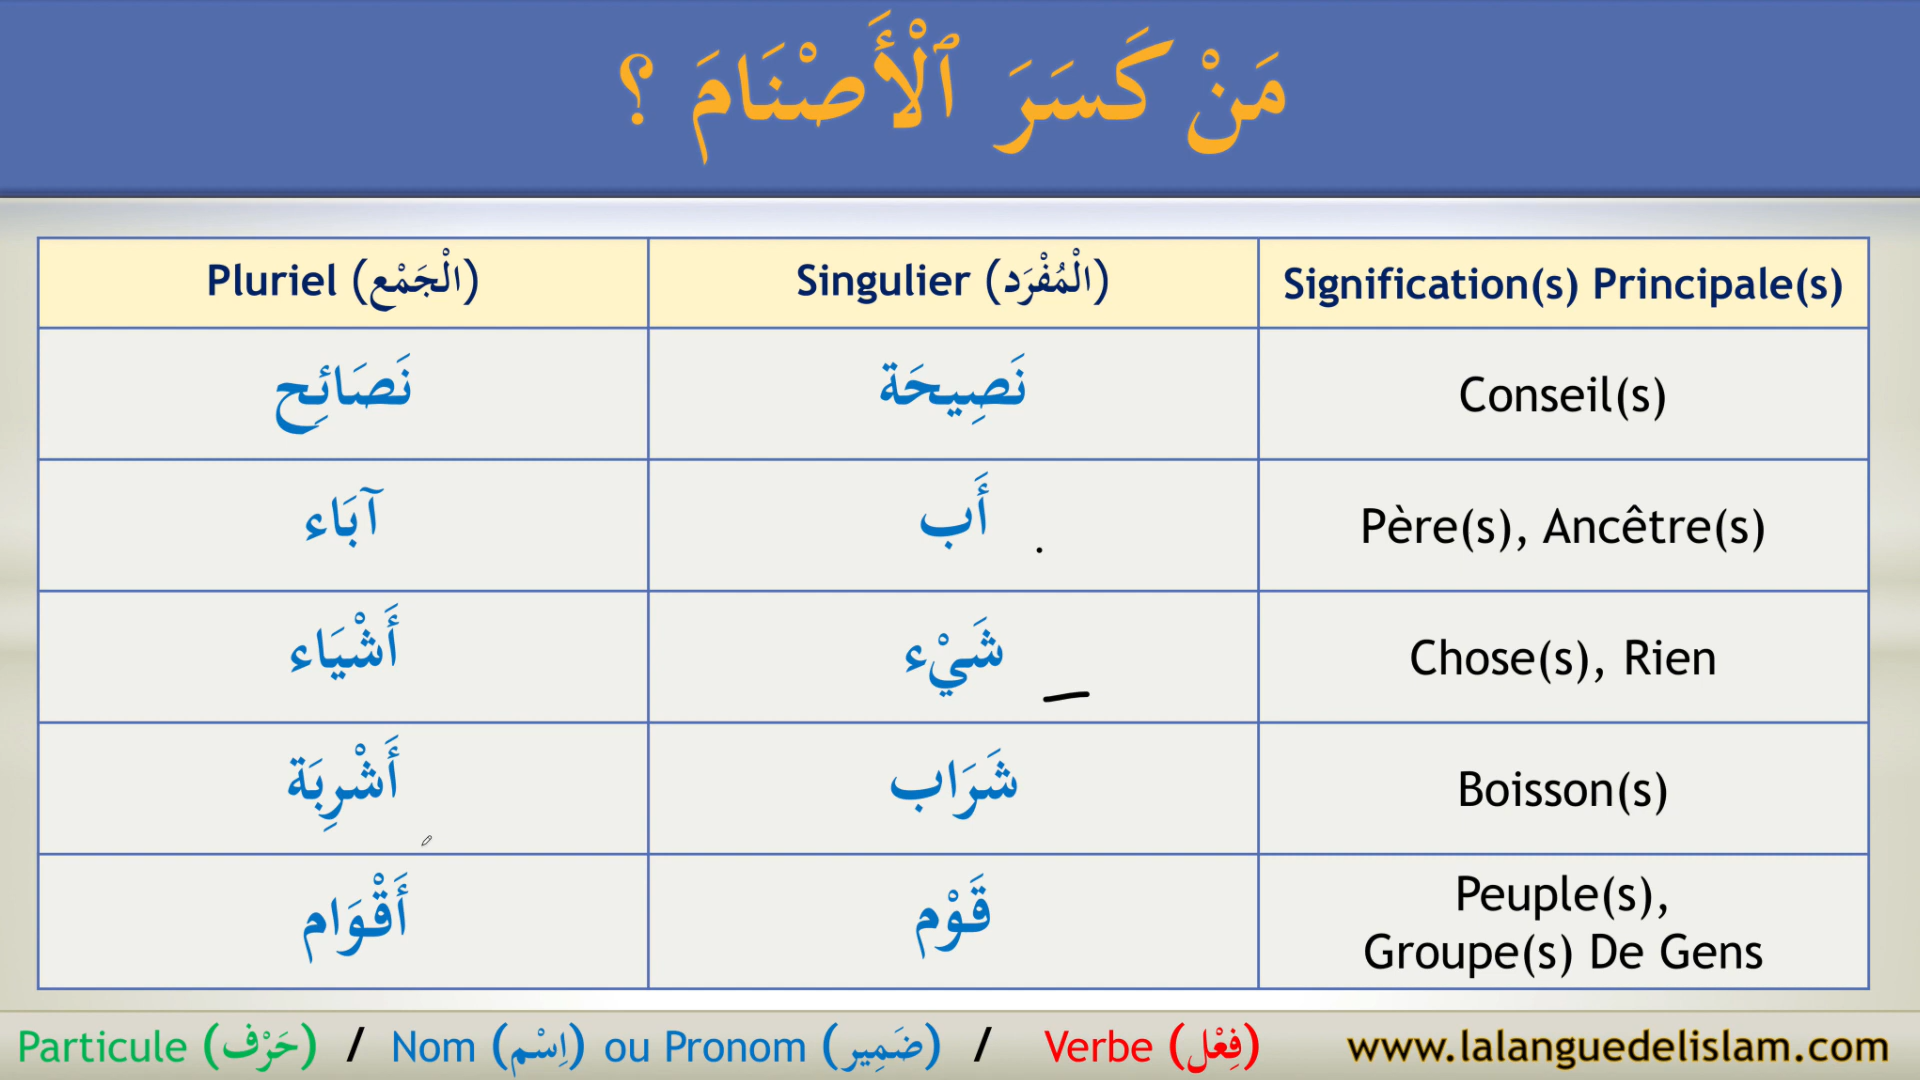 مَنْ كَسَرَ ٱلْأَصْنَامَ ؟
Pluriel (الْجَمْع) Singulier (الْمُفْرَد) Signification(s) Principale(s)
نَصَائِح نَصِيحَة Conseil(s)
آبَاء أَب Père(s), Ancêtre(s)
أَشْيَاء شَيْء Chose(s), Rien
أَشْرِبَة شَرَاب Boisson(s)
أَقْوَام قَوْم Peuple(s),
Groupe(s) De Gens
Particule (حَرْف) / Nom (اِسْم) ou Pronom (ضَمِير) / Verbe (فِعْل) www.lalanguedelislam.com